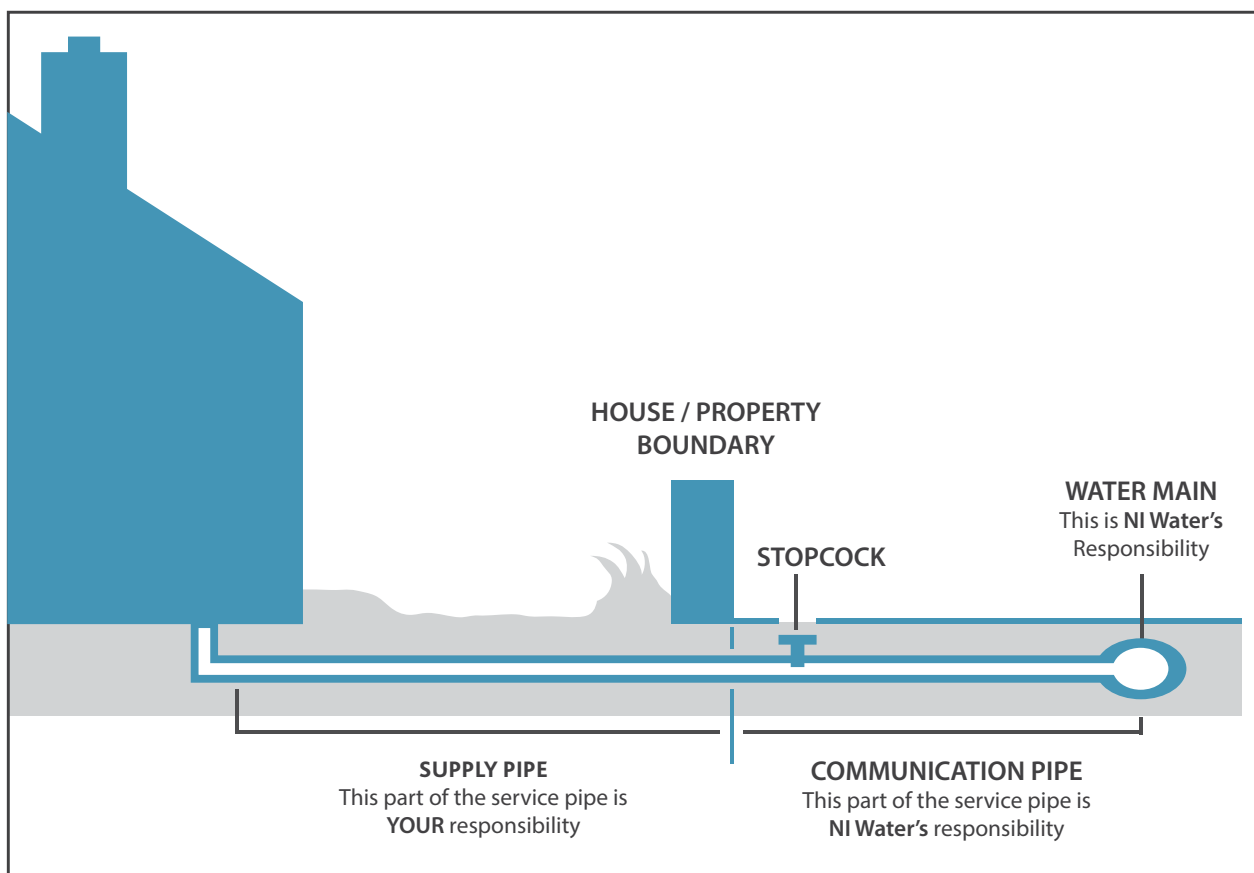 HOUSE / PROPERTY
BOUNDARY
WATER MAIN
This is NI Water’s
Responsibility
STOPCOCK
SUPPLY PIPE
This part of the service pipe is
YOUR responsibility
COMMUNICATION PIPE
This part of the service pipe is
NI Water’s responsibility